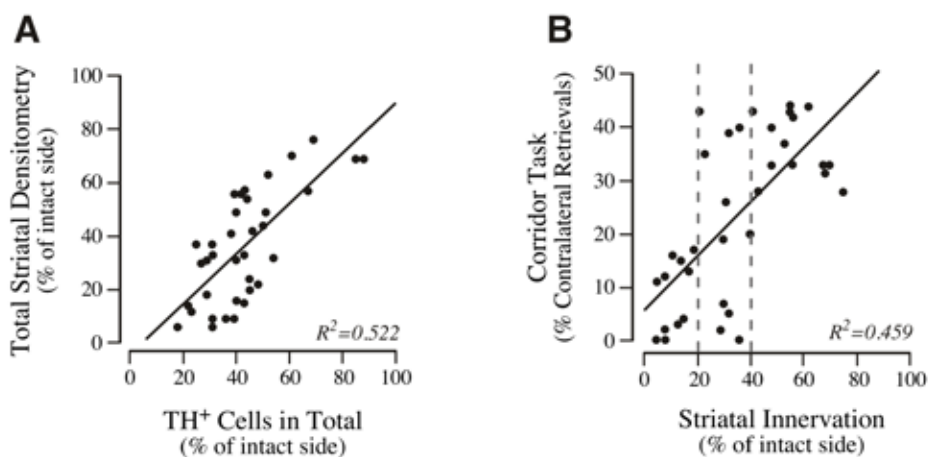 A
Total Striatal Densitometry
(% of intact side)
100
80
60
40
20
0
0 20 40 60 80 100
R²=0.522
TH⁺ Cells in Total
(% of intact side)
B
Corridor Task
(% Contralateral Retrievals)
50
40
30
20
10
0
0 20 40 60 80 100
R²=0.459
Striatal Innervation
(% of intact side)